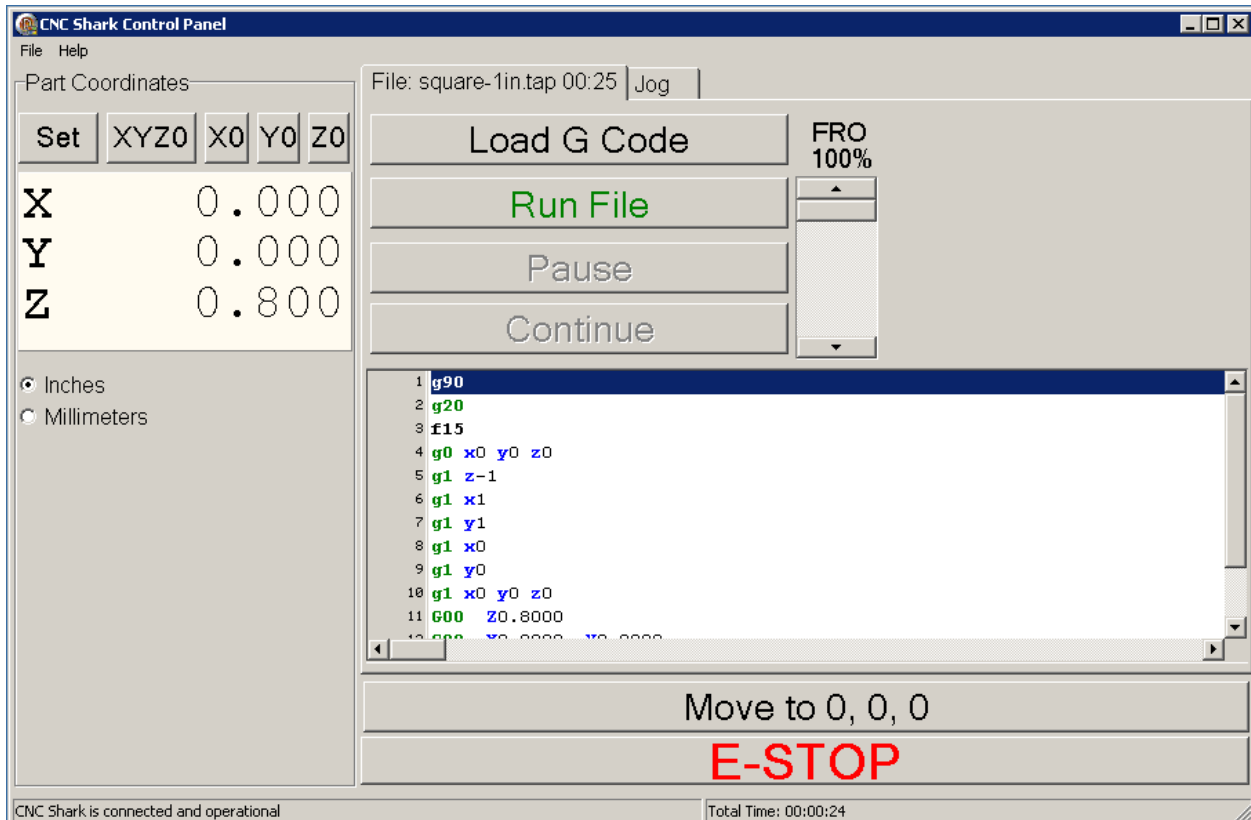 CNC Shark Control Panel
File Help
Part Coordinates
Set XYZ0 X0 Y0 Z0
X 0.000
Y 0.000
Z 0.800
Inches
Millimeters
File: square-1in.tap 00:25 Jog
Load G Code
Run File
Pause
Continue
FRO
100%
1 g90
2 g20
3 f15
4 g0 x0 y0 z0
5 g1 z-1
6 g1 x1
7 g1 y1
8 g1 x0
9 g1 y0
10 g1 x0 y0 z0
11 G00 Z0.8000
Move to 0, 0, 0
E-STOP
CNC Shark is connected and operational
Total Time: 00:00:24